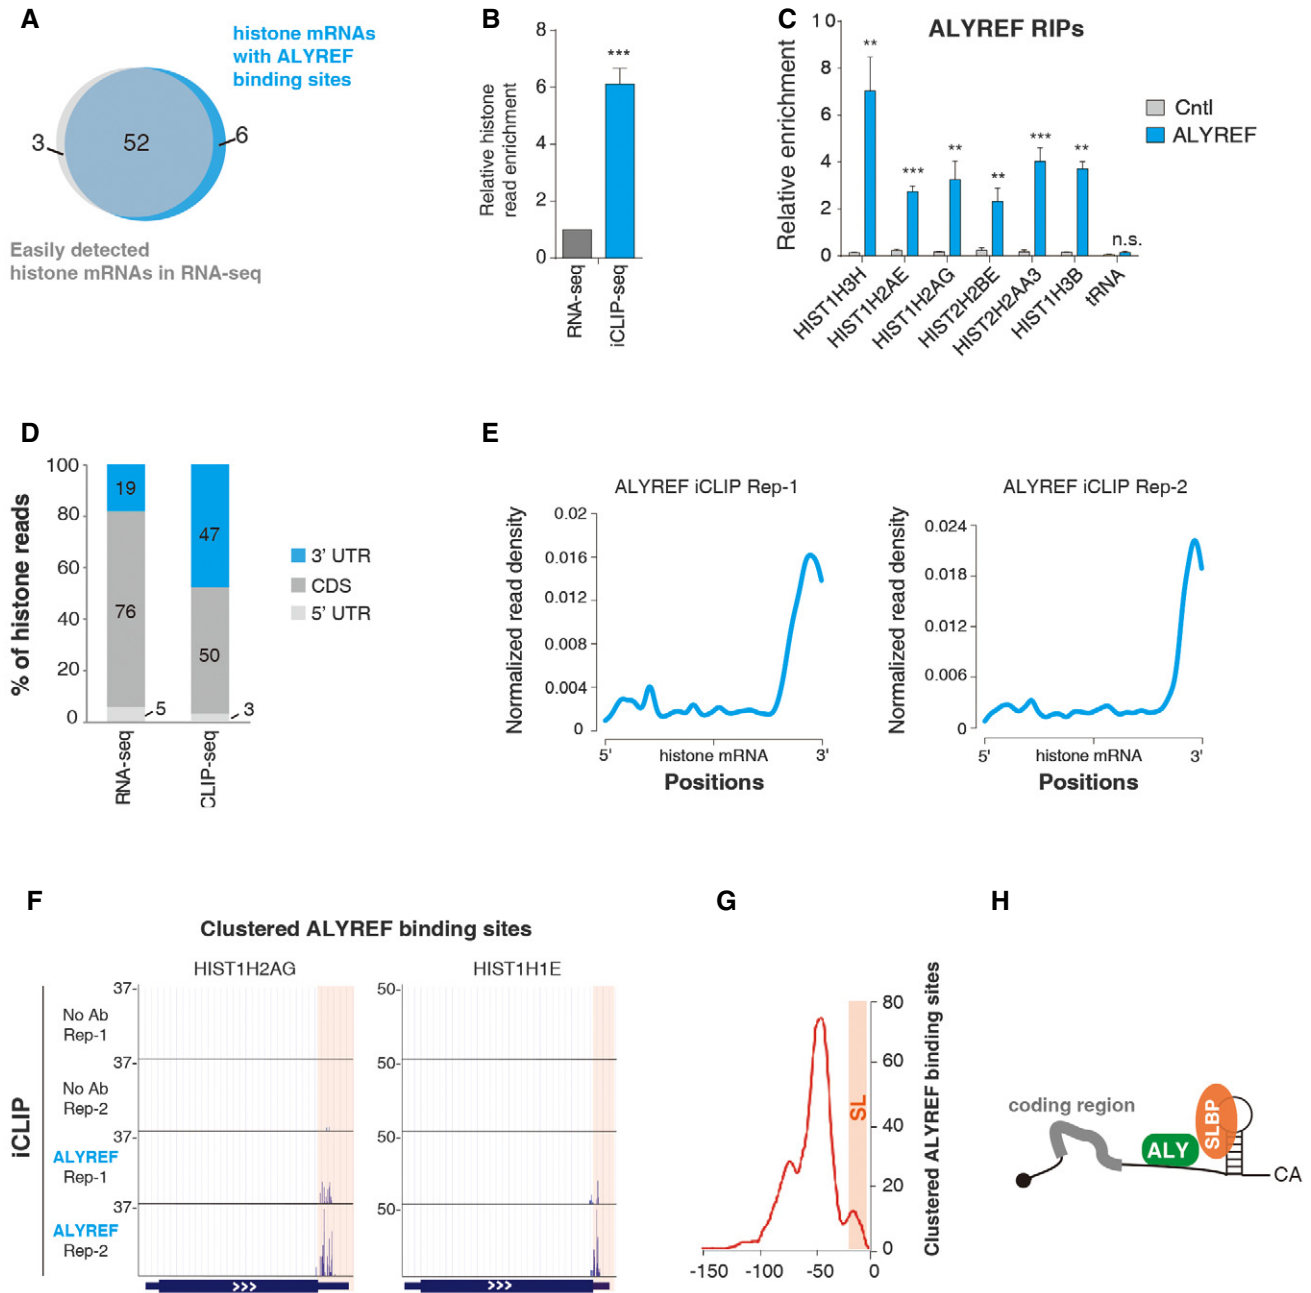 A
histone mRNAs
with ALYREF
binding sites
3
52
6
Easily detected
histone mRNAs in RNA-seq
B
Relative histone
read enrichment
8
6
4
2
0
***
RNA-seq
iCLIP-seq
C
ALYREF RIPs
Relative enrichment
10
8
6
4
2
0
**
***
**
**
***
**
n.s.
Cntl
ALYREF
HIST1H3H
HIST1H2AE
HIST1H2AG
HIST2H2BE
HIST2H2AA3
HIST1H3B
tRNA
D
% of histone reads
100
80
60
40
20
0
19
76
5
47
50
3
3' UTR
CDS
5' UTR
RNA-seq
CLIP-seq
E
ALYREF iCLIP Rep-1
Normalized read density
0.02
0.016
0.012
0.008
0.004
0
5'
histone mRNA
3'
Positions
ALYREF iCLIP Rep-2
Normalized read density
0.024
0.018
0.012
0.006
0
5'
histone mRNA
3'
Positions
F
Clustered ALYREF binding sites
HIST1H2AG
HIST1H1E
iCLIP
No Ab
Rep-1
37-
50-
No Ab
Rep-2
37-
50-
ALYREF
Rep-1
37-
50-
ALYREF
Rep-2
37-
50-
>>>
>>>
G
SL
80
60
40
20
0
Clustered ALYREF binding sites
-150
-100
-50
0
H
coding region
ALY
SLBP
CA